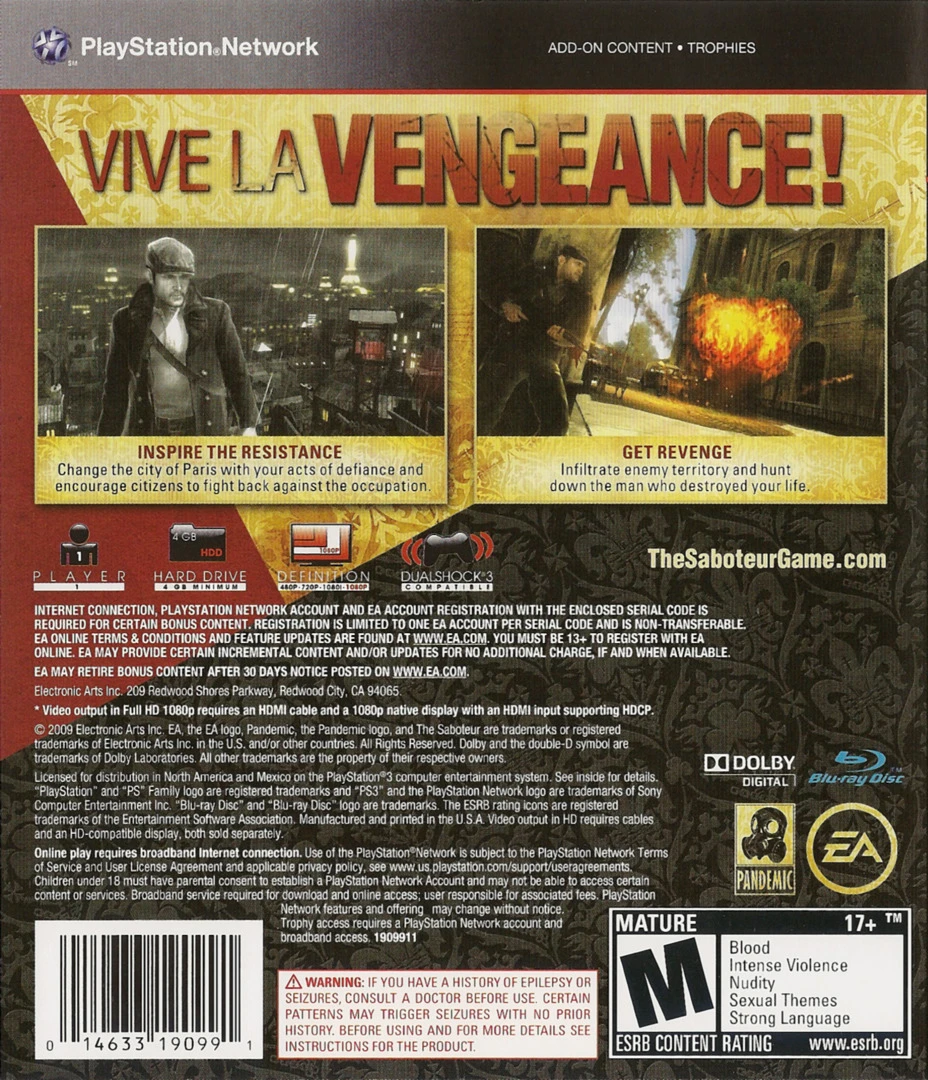 PlayStation®Network
SM
ADD-ON CONTENT • TROPHIES
VIVE LA VENGEANCE!
INSPIRE THE RESISTANCE
Change the city of Paris with your acts of defiance and
encourage citizens to fight back against the occupation.
GET REVENGE
Infiltrate enemy territory and hunt
down the man who destroyed your life.
1
PLAYER
1
4 GB
HDD
HARD DRIVE
4 GB MINIMUM
1080P
DEFINITION
480P·720P·1080i·1080P
DUALSHOCK®3
COMPATIBLE
TheSaboteurGame.com
INTERNET CONNECTION, PLAYSTATION NETWORK ACCOUNT AND EA ACCOUNT REGISTRATION WITH THE ENCLOSED SERIAL CODE IS
REQUIRED FOR CERTAIN BONUS CONTENT. REGISTRATION IS LIMITED TO ONE EA ACCOUNT PER SERIAL CODE AND IS NON-TRANSFERABLE.
EA ONLINE TERMS & CONDITIONS AND FEATURE UPDATES ARE FOUND AT WWW.EA.COM. YOU MUST BE 13+ TO REGISTER WITH EA
ONLINE. EA MAY PROVIDE CERTAIN INCREMENTAL CONTENT AND/OR UPDATES FOR NO ADDITIONAL CHARGE, IF AND WHEN AVAILABLE.
EA MAY RETIRE BONUS CONTENT AFTER 30 DAYS NOTICE POSTED ON WWW.EA.COM.
Electronic Arts Inc. 209 Redwood Shores Parkway, Redwood City, CA 94065.
* Video output in Full HD 1080p requires an HDMI cable and a 1080p native display with an HDMI input supporting HDCP.
© 2009 Electronic Arts Inc. EA, the EA logo, Pandemic, the Pandemic logo, and The Saboteur are trademarks or registered
trademarks of Electronic Arts Inc. in the U.S. and/or other countries. All Rights Reserved. Dolby and the double-D symbol are
trademarks of Dolby Laboratories. All other trademarks are the property of their respective owners.
Licensed for distribution in North America and Mexico on the PlayStation®3 computer entertainment system. See inside for details.
"PlayStation" and "PS" Family logo are registered trademarks and "PS3" and the PlayStation Network logo are trademarks of Sony
Computer Entertainment Inc. "Blu-ray Disc" and "Blu-ray Disc" logo are trademarks. The ESRB rating icons are registered
trademarks of the Entertainment Software Association. Manufactured and printed in the U.S.A. Video output in HD requires cables
and an HD-compatible display, both sold separately.
Online play requires broadband Internet connection. Use of the PlayStation®Network is subject to the PlayStation Network Terms
of Service and User License Agreement and applicable privacy policy, see www.us.playstation.com/support/useragreements.
Children under 18 must have parental consent to establish a PlayStation Network Account and may not be able to access certain
content or services. Broadband service required for download and online access; user responsible for associated fees. PlayStation
Network features and offering may change without notice.
Trophy access requires a PlayStation Network account and
broadband access. 1909911
DOLBY
DIGITAL
Blu-ray Disc
TM
PANDEMIC
EA
0 14633 19099 1
WARNING: IF YOU HAVE A HISTORY OF EPILEPSY OR
SEIZURES, CONSULT A DOCTOR BEFORE USE. CERTAIN
PATTERNS MAY TRIGGER SEIZURES WITH NO PRIOR
HISTORY. BEFORE USING AND FOR MORE DETAILS SEE
INSTRUCTIONS FOR THE PRODUCT.
MATURE 17+ TM
M
Blood
Intense Violence
Nudity
Sexual Themes
Strong Language
ESRB CONTENT RATING www.esrb.org